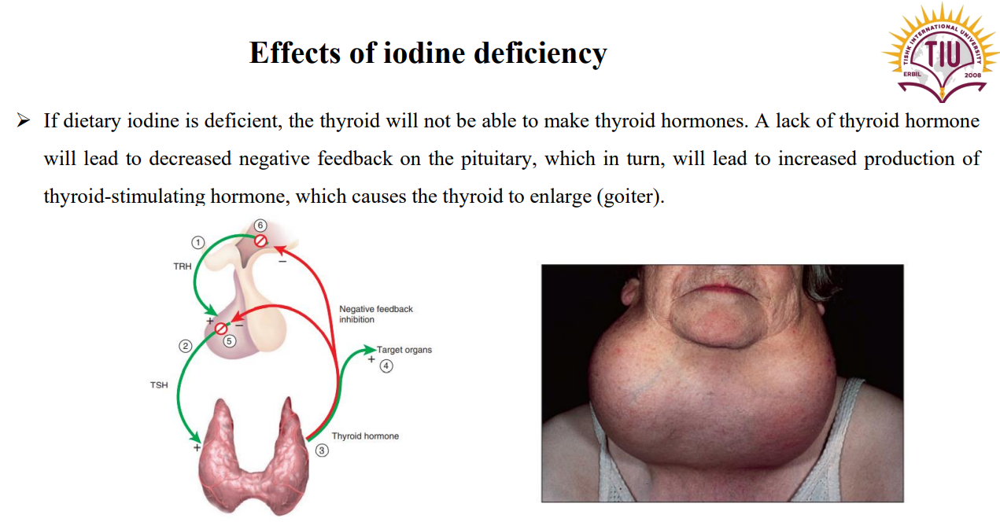 Effects of iodine deficiency
TISHK INTERNATIONAL UNIVERSITY
TIU
ERBIL
2008
➢ If dietary iodine is deficient, the thyroid will not be able to make thyroid hormones. A lack of thyroid hormone
will lead to decreased negative feedback on the pituitary, which in turn, will lead to increased production of
thyroid-stimulating hormone, which causes the thyroid to enlarge (goiter).
6
1
TRH
−
Negative feedback
inhibition
+
−
5
2
Target organs
+
4
TSH
Thyroid hormone
+
3